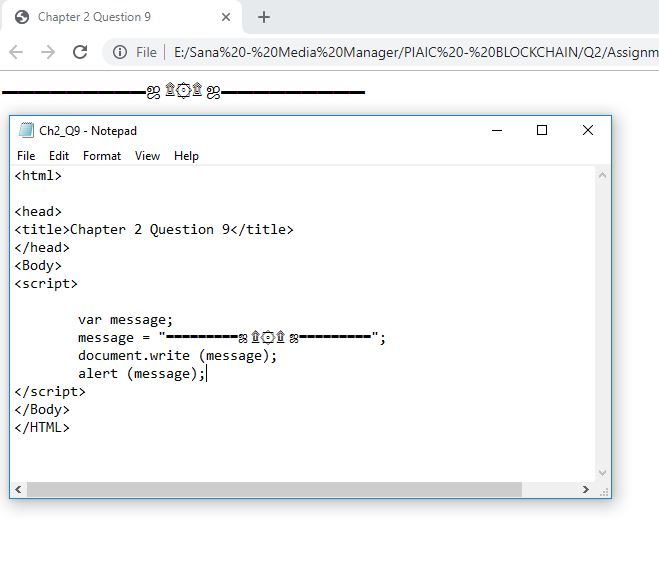 Chapter 2 Question 9
File | E:/Sana%20-%20Media%20Manager/PIAIC%20-%20BLOCKCHAIN/Q2/Assignm
━━━━━━━━━ஜ۩۞۩ஜ━━━━━━━━━
Ch2_Q9 - Notepad
File Edit Format View Help
<html>
<head>
<title>Chapter 2 Question 9</title>
</head>
<Body>
<script>
var message;
message = "━━━━━━━━━ஜ۩۞۩ஜ━━━━━━━━━";
document.write (message);
alert (message);
</script>
</Body>
</HTML>